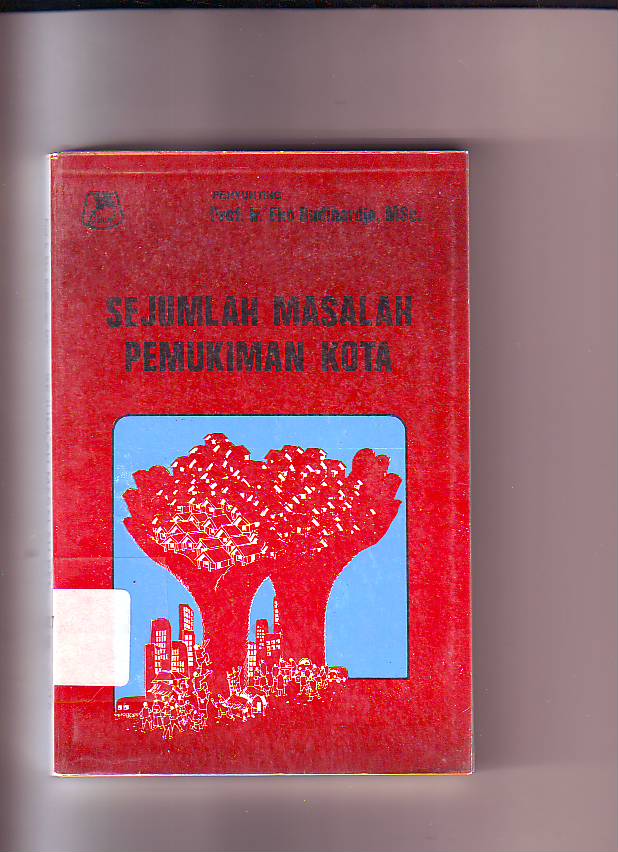 PENYUNTING
Prof. Ir. Eko Budihardjo, MSc.
SEJUMLAH MASALAH
PEMUKIMAN KOTA